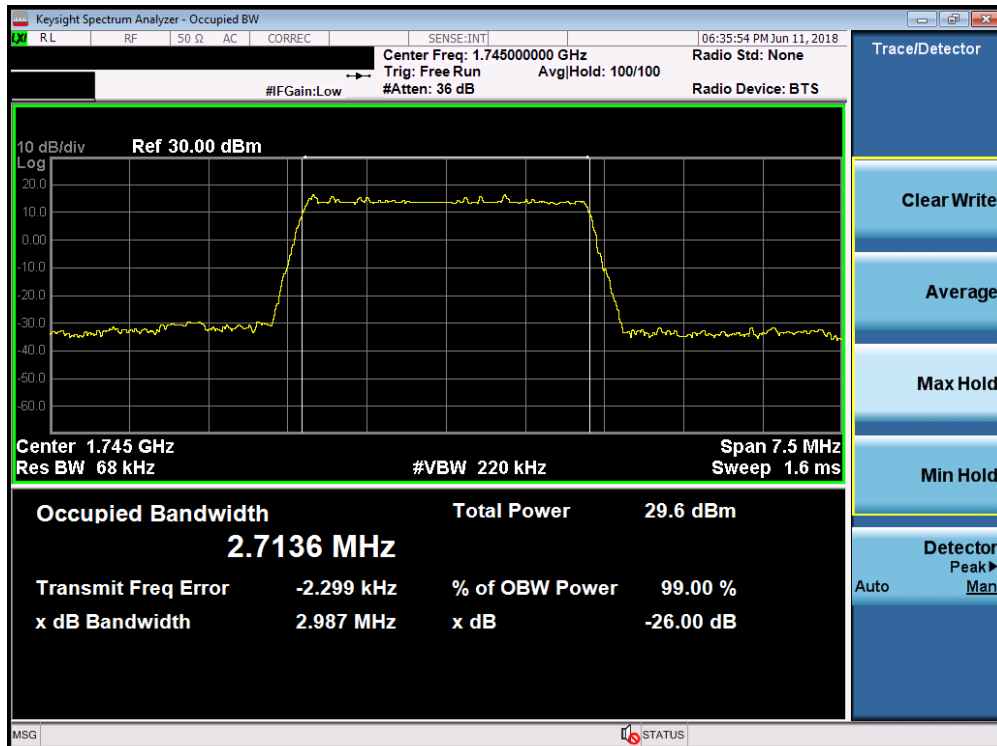 Keysight Spectrum Analyzer - Occupied BW
LXI RL RF 50 Ω AC CORREC SENSE:INT 06:35:54 PM Jun 11, 2018
Center Freq: 1.745000000 GHz Radio Std: None
Trig: Free Run Avg|Hold: 100/100
#IFGain:Low #Atten: 36 dB Radio Device: BTS
10 dB/div Ref 30.00 dBm
Log
20.0
10.0
0.00
-10.0
-20.0
-30.0
-40.0
-50.0
-60.0
Center 1.745 GHz Span 7.5 MHz
Res BW 68 kHz #VBW 220 kHz Sweep 1.6 ms
Occupied Bandwidth Total Power 29.6 dBm
2.7136 MHz
Transmit Freq Error -2.299 kHz % of OBW Power 99.00 %
x dB Bandwidth 2.987 MHz x dB -26.00 dB
MSG STATUS
Trace/Detector
Clear Write
Average
Max Hold
Min Hold
Detector
Peak▶
Auto Man